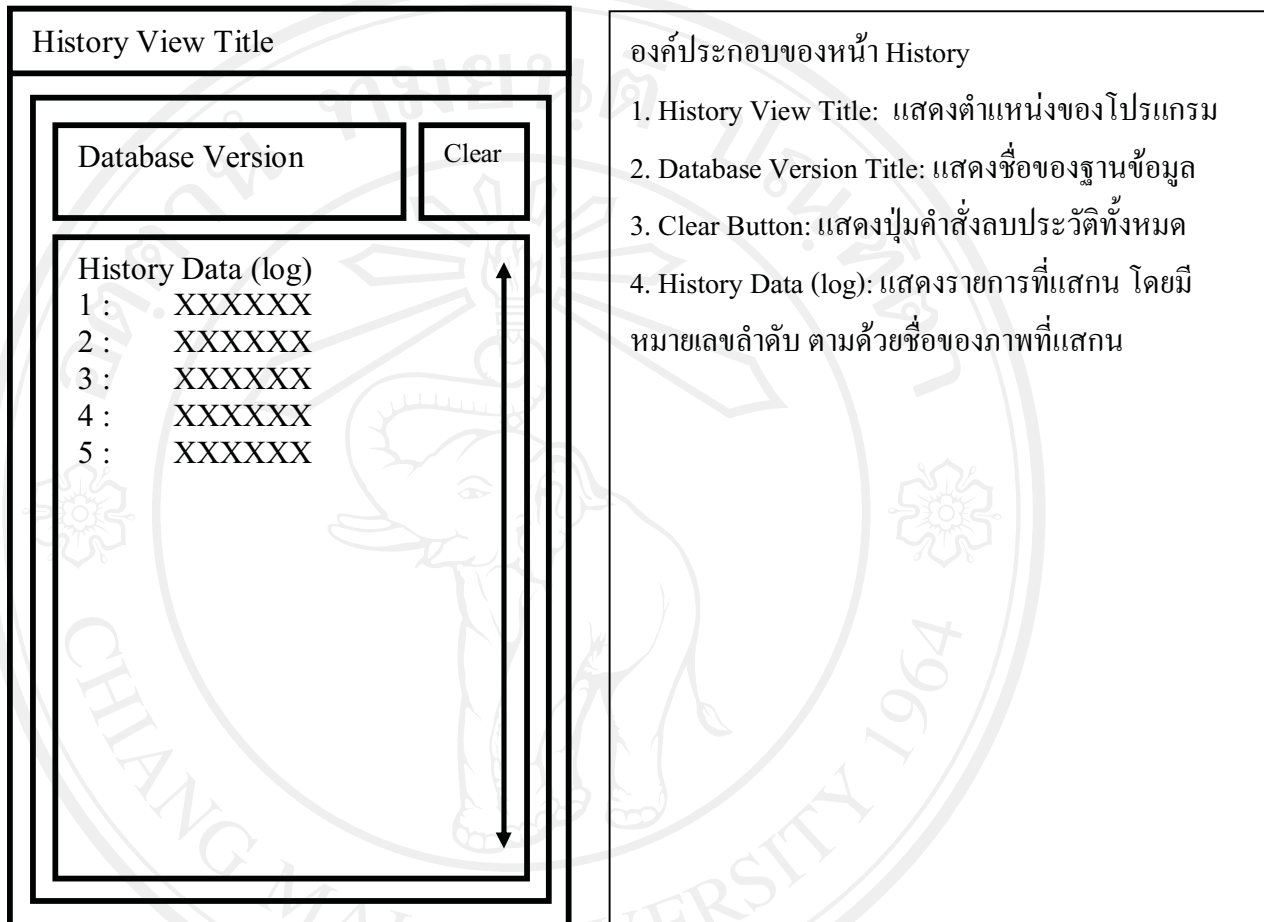 History View Title
Database Version
Clear
History Data (log)
1 : XXXXXX
2 : XXXXXX
3 : XXXXXX
4 : XXXXXX
5 : XXXXXX
องค์ประกอบของหน้า History
1. History View Title: แสดงตำแหน่งของโปรแกรม
2. Database Version Title: แสดงชื่อของฐานข้อมูล
3. Clear Button: แสดงปุ่มคำสั่งลบประวัติทั้งหมด
4. History Data (log): แสดงรายการที่แสกน โดยมี
หมายเลขลำดับ ตามด้วยชื่อของภาพที่แสกน